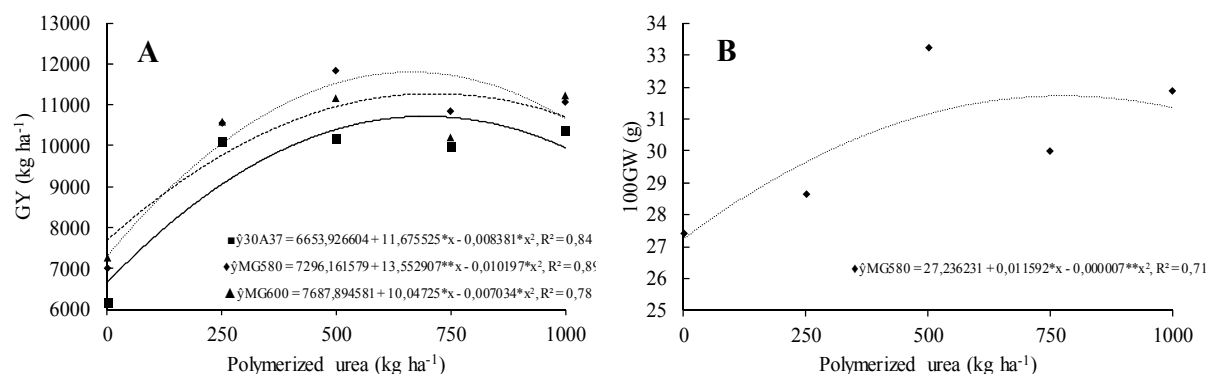 A
GY (kg ha⁻¹)
13000
12000
11000
10000
9000
8000
7000
6000
ŷ30A37 = 6653,926604 + 11,675525*x - 0,008381*x², R² = 0,84
ŷMG580 = 7296,161579 + 13,552907**x - 0,010197*x², R² = 0,89
ŷMG600 = 7687,894581 + 10,04725*x - 0,007034*x², R² = 0,78
0 250 500 750 1000
Polymerized urea (kg ha⁻¹)
B
100GW (g)
34
33
32
31
30
29
28
27
26
25
ŷMG580 = 27,236231 + 0,011592*x - 0,000007**x², R² = 0,71
0 250 500 750 1000
Polymerized urea (kg ha⁻¹)